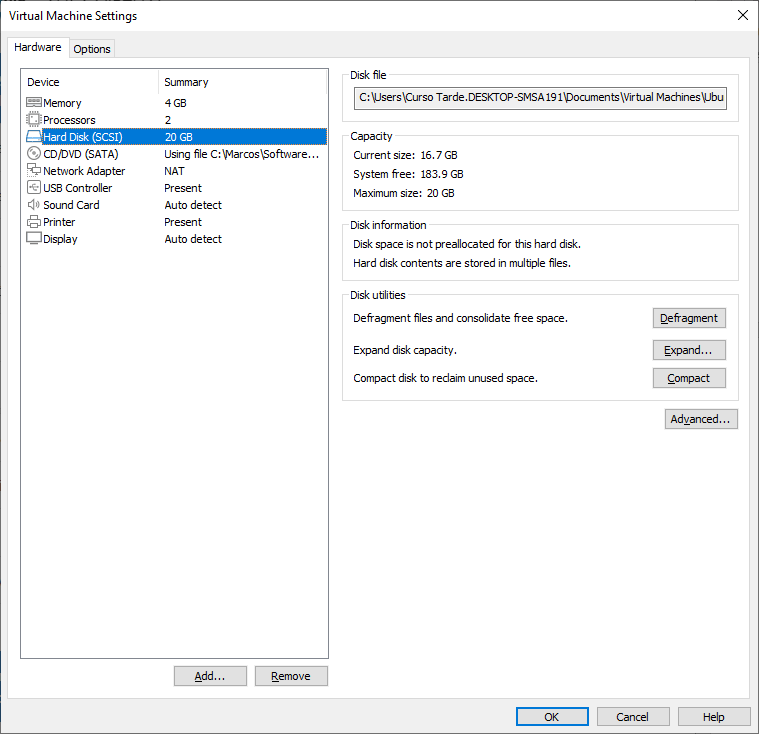 Virtual Machine Settings
Hardware Options
Device Summary
Memory 4 GB
Processors 2
Hard Disk (SCSI) 20 GB
CD/DVD (SATA) Using file C:\Marcos\Software...
Network Adapter NAT
USB Controller Present
Sound Card Auto detect
Printer Present
Display Auto detect
Add... Remove
Disk file
C:\Users\Curso Tarde.DESKTOP-SMSA191\Documents\Virtual Machines\Ubu
Capacity
Current size: 16.7 GB
System free: 183.9 GB
Maximum size: 20 GB
Disk information
Disk space is not preallocated for this hard disk.
Hard disk contents are stored in multiple files.
Disk utilities
Defragment files and consolidate free space. Defragment
Expand disk capacity. Expand...
Compact disk to reclaim unused space. Compact
Advanced...
OK Cancel Help